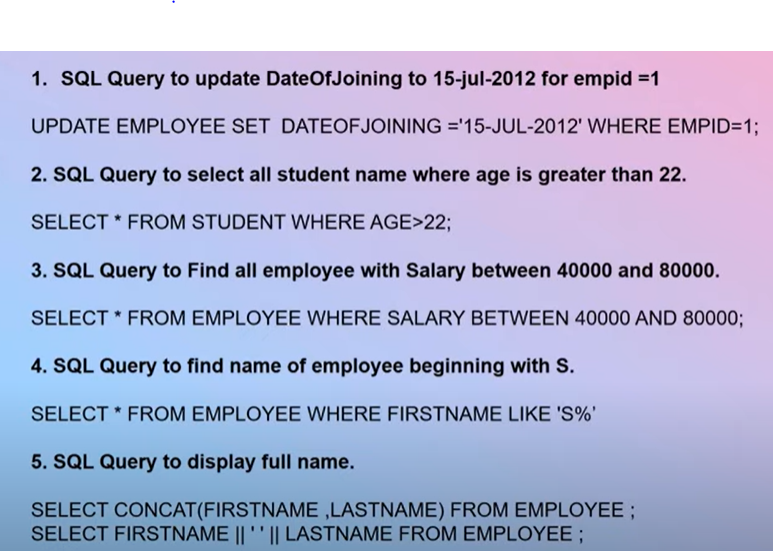 1. SQL Query to update DateOfJoining to 15-jul-2012 for empid =1
UPDATE EMPLOYEE SET DATEOFJOINING ='15-JUL-2012' WHERE EMPID=1;
2. SQL Query to select all student name where age is greater than 22.
SELECT * FROM STUDENT WHERE AGE>22;
3. SQL Query to Find all employee with Salary between 40000 and 80000.
SELECT * FROM EMPLOYEE WHERE SALARY BETWEEN 40000 AND 80000;
4. SQL Query to find name of employee beginning with S.
SELECT * FROM EMPLOYEE WHERE FIRSTNAME LIKE 'S%’
5. SQL Query to display full name.
SELECT CONCAT(FIRSTNAME ,LASTNAME) FROM EMPLOYEE ;
SELECT FIRSTNAME || ' ' || LASTNAME FROM EMPLOYEE ;